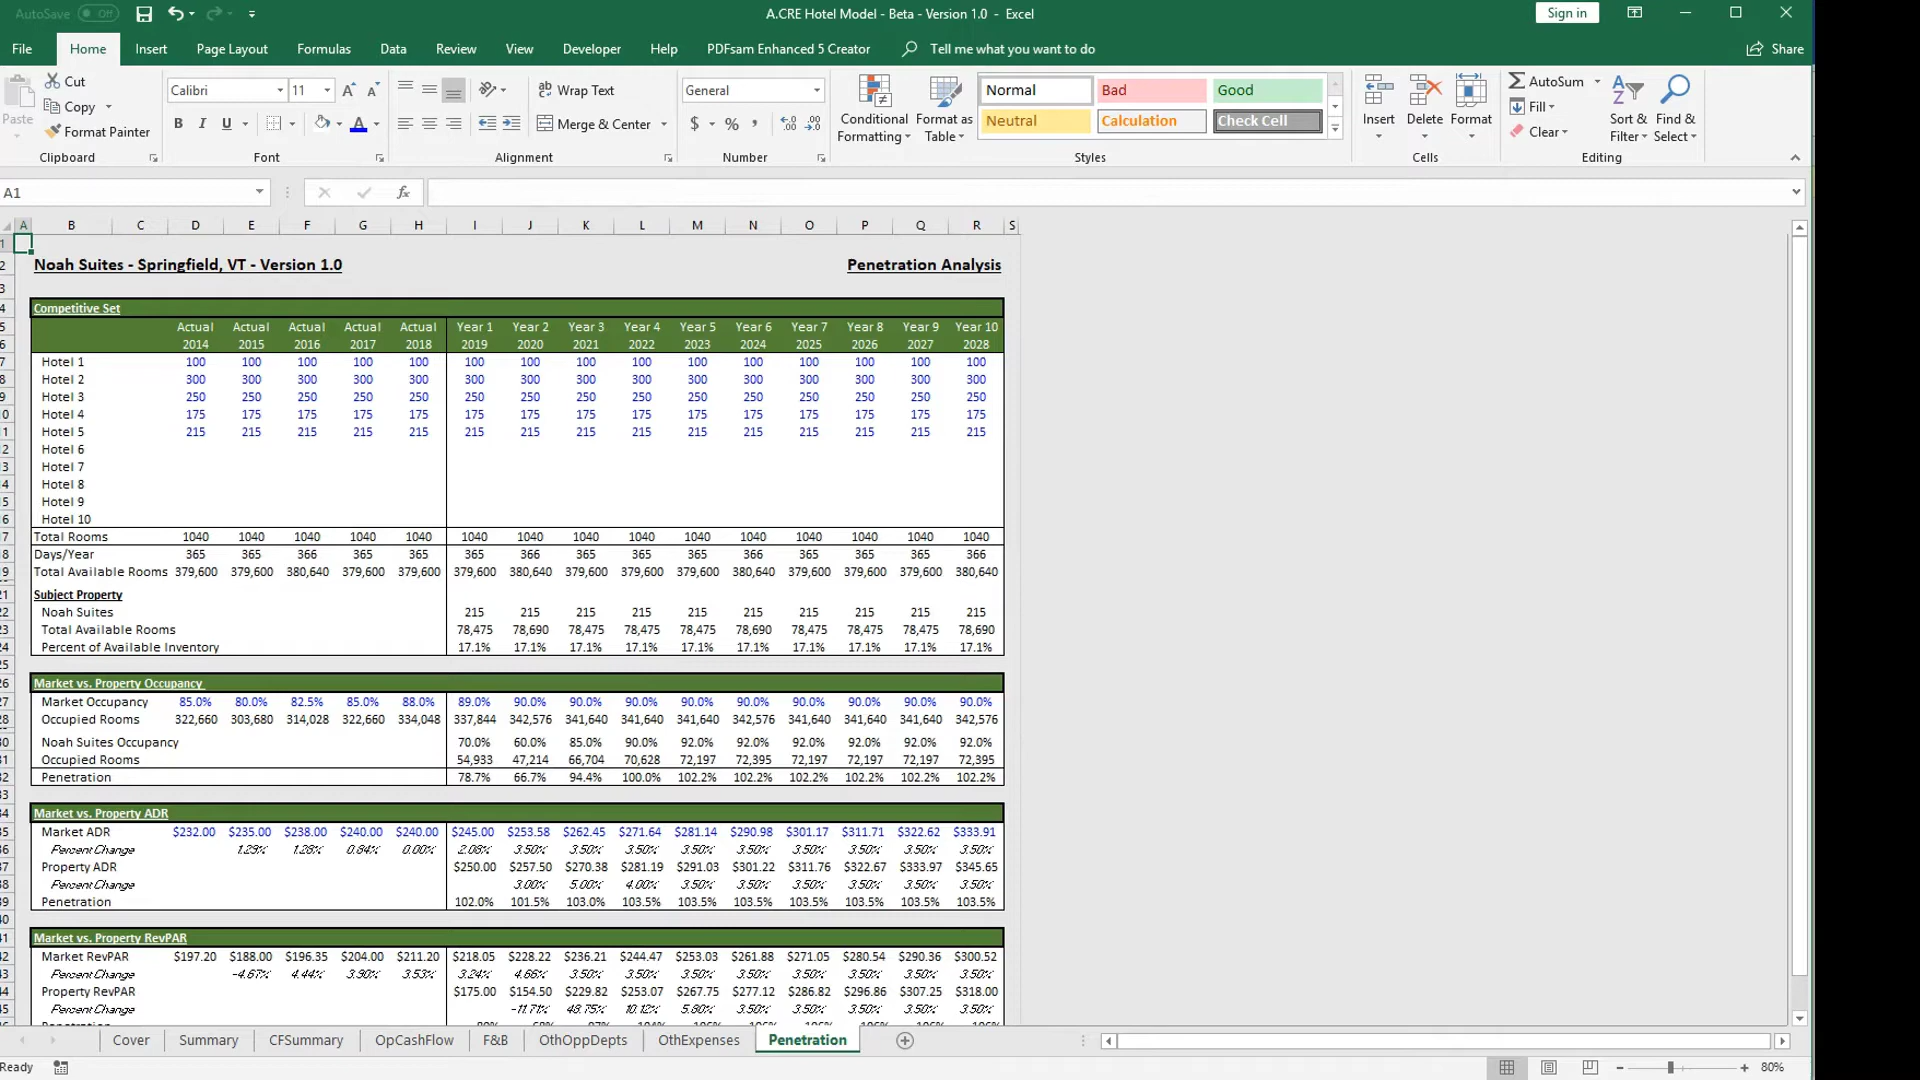 AutoSave Off A.CRE Hotel Model - Beta - Version 1.0 - Excel Sign in
File Home Insert Page Layout Formulas Data Review View Developer Help PDFsam Enhanced 5 Creator Tell me what you want to do Share
Paste Cut Copy Format Painter Clipboard
Calibri 11 B I U A Font
Wrap Text Merge & Center Alignment
General $ % , Number
Conditional Formatting Format as Table Normal Bad Good Neutral Calculation Check Cell Styles
Insert Delete Format Cells
AutoSum Fill Clear Sort & Filter Find & Select Editing
A1 fx
A B C D E F G H I J K L M N O P Q R S
Noah Suites - Springfield, VT - Version 1.0 Penetration Analysis
Competitive Set
Actual Actual Actual Actual Actual Year 1 Year 2 Year 3 Year 4 Year 5 Year 6 Year 7 Year 8 Year 9 Year 10
2014 2015 2016 2017 2018 2019 2020 2021 2022 2023 2024 2025 2026 2027 2028
Hotel 1 100 100 100 100 100 100 100 100 100 100 100 100 100 100 100
Hotel 2 300 300 300 300 300 300 300 300 300 300 300 300 300 300 300
Hotel 3 250 250 250 250 250 250 250 250 250 250 250 250 250 250 250
Hotel 4 175 175 175 175 175 175 175 175 175 175 175 175 175 175 175
Hotel 5 215 215 215 215 215 215 215 215 215 215 215 215 215 215 215
Hotel 6
Hotel 7
Hotel 8
Hotel 9
Hotel 10
Total Rooms 1040 1040 1040 1040 1040 1040 1040 1040 1040 1040 1040 1040 1040 1040 1040
Days/Year 365 365 366 365 365 365 366 365 365 365 366 365 365 365 366
Total Available Rooms 379,600 379,600 380,640 379,600 379,600 379,600 380,640 379,600 379,600 379,600 380,640 379,600 379,600 379,600 380,640
Subject Property
Noah Suites 215 215 215 215 215 215 215 215 215 215
Total Available Rooms 78,475 78,690 78,475 78,475 78,475 78,690 78,475 78,475 78,475 78,690
Percent of Available Inventory 17.1% 17.1% 17.1% 17.1% 17.1% 17.1% 17.1% 17.1% 17.1% 17.1%
Market vs. Property Occupancy
Market Occupancy 85.0% 80.0% 82.5% 85.0% 88.0% 89.0% 90.0% 90.0% 90.0% 90.0% 90.0% 90.0% 90.0% 90.0% 90.0%
Occupied Rooms 322,660 303,680 314,028 322,660 334,048 337,844 342,576 341,640 341,640 341,640 342,576 341,640 341,640 341,640 342,576
Noah Suites Occupancy 70.0% 60.0% 85.0% 90.0% 92.0% 92.0% 92.0% 92.0% 92.0% 92.0%
Occupied Rooms 54,933 47,214 66,704 70,628 72,197 72,395 72,197 72,197 72,197 72,395
Penetration 78.7% 66.7% 94.4% 100.0% 102.2% 102.2% 102.2% 102.2% 102.2% 102.2%
Market vs. Property ADR
Market ADR $232.00 $235.00 $238.00 $240.00 $240.00 $245.00 $253.58 $262.45 $271.64 $281.14 $290.98 $301.17 $311.71 $322.62 $333.91
Percent Change 1.29% 1.28% 0.84% 0.00% 2.08% 3.50% 3.50% 3.50% 3.50% 3.50% 3.50% 3.50% 3.50% 3.50%
Property ADR $250.00 $257.50 $270.38 $281.19 $291.03 $301.22 $311.76 $322.67 $333.97 $345.65
Percent Change 3.00% 5.00% 4.00% 3.50% 3.50% 3.50% 3.50% 3.50% 3.50%
Penetration 102.0% 101.5% 103.0% 103.5% 103.5% 103.5% 103.5% 103.5% 103.5% 103.5%
Market vs. Property RevPAR
Market RevPAR $197.20 $188.00 $196.35 $204.00 $211.20 $218.05 $228.22 $236.21 $244.47 $253.03 $261.88 $271.05 $280.54 $290.36 $300.52
Percent Change -4.67% 4.44% 3.90% 3.53% 3.24% 4.66% 3.50% 3.50% 3.50% 3.50% 3.50% 3.50% 3.50% 3.50%
Property RevPAR $175.00 $154.50 $229.82 $253.07 $267.75 $277.12 $286.82 $296.86 $307.25 $318.00
Percent Change -11.71% 48.75% 10.12% 5.80% 3.50% 3.50% 3.50% 3.50% 3.50%
Cover Summary CFSummary OpCashFlow F&B OthOppDepts OthExpenses Penetration
Ready 80%